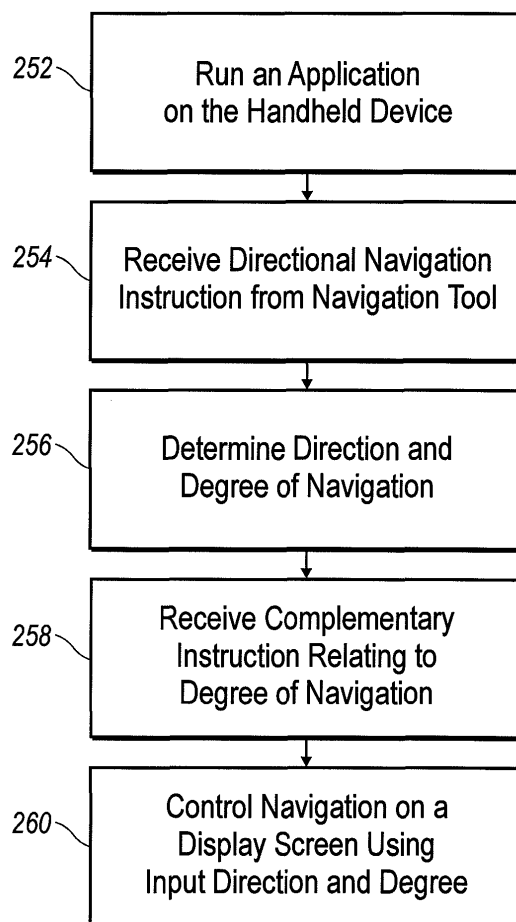 252
Run an Application
on the Handheld Device
254
Receive Directional Navigation
Instruction from Navigation Tool
256
Determine Direction and
Degree of Navigation
258
Receive Complementary
Instruction Relating to
Degree of Navigation
260
Control Navigation on a
Display Screen Using
Input Direction and Degree